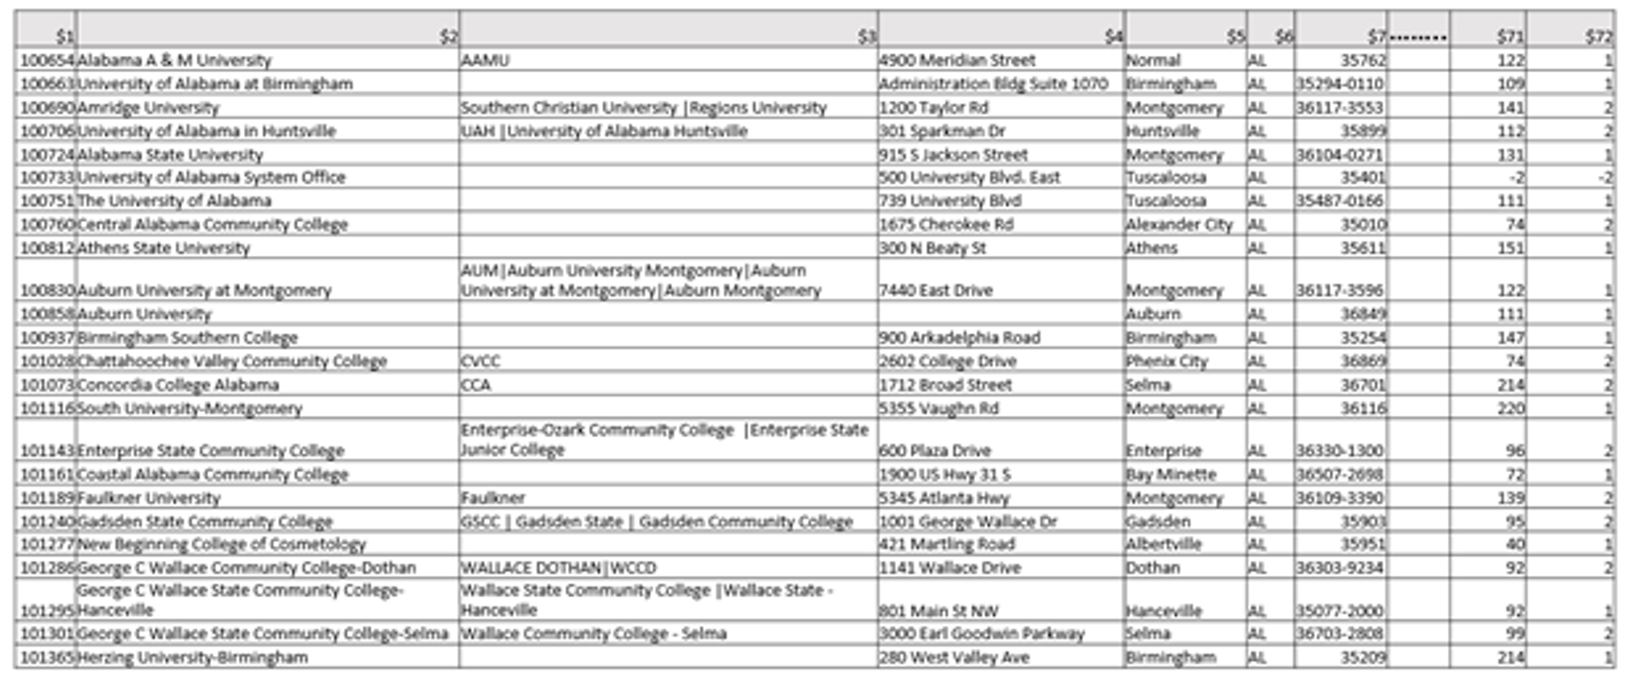 $1 $2 $3 $4 $5 $6 $7 ........ $71 $72
100654 Alabama A & M University AAMU 4900 Meridian Street Normal AL 35762 122 1
100663 University of Alabama at Birmingham Administration Bldg Suite 1070 Birmingham AL 35294-0110 109 1
100690 Amridge University Southern Christian University |Regions University 1200 Taylor Rd Montgomery AL 36117-3553 141 2
100706 University of Alabama in Huntsville UAH |University of Alabama Huntsville 301 Sparkman Dr Huntsville AL 35899 112 2
100724 Alabama State University 915 S Jackson Street Montgomery AL 36104-0271 131 1
100733 University of Alabama System Office 500 University Blvd. East Tuscaloosa AL 35401 -2 -2
100751 The University of Alabama 739 University Blvd Tuscaloosa AL 35487-0166 111 1
100760 Central Alabama Community College 1675 Cherokee Rd Alexander City AL 35010 74 2
100812 Athens State University 300 N Beaty St Athens AL 35611 151 1
AUM|Auburn University Montgomery|Auburn
100830 Auburn University at Montgomery University at Montgomery|Auburn Montgomery 7440 East Drive Montgomery AL 36117-3596 122 1
100858 Auburn University Auburn AL 36849 111 1
100937 Birmingham Southern College 900 Arkadelphia Road Birmingham AL 35254 147 1
101028 Chattahoochee Valley Community College CVCC 2602 College Drive Phenix City AL 36869 74 2
101073 Concordia College Alabama CCA 1712 Broad Street Selma AL 36701 214 2
101116 South University-Montgomery 5355 Vaughn Rd Montgomery AL 36116 220 1
Enterprise-Ozark Community College |Enterprise State
101143 Enterprise State Community College Junior College 600 Plaza Drive Enterprise AL 36330-1300 96 2
101161 Coastal Alabama Community College 1900 US Hwy 31 S Bay Minette AL 36507-2698 72 1
101189 Faulkner University Faulkner 5345 Atlanta Hwy Montgomery AL 36109-3390 139 2
101240 Gadsden State Community College GSCC | Gadsden State | Gadsden Community College 1001 George Wallace Dr Gadsden AL 35903 95 2
101277 New Beginning College of Cosmetology 421 Martling Road Albertville AL 35951 40 1
101286 George C Wallace Community College-Dothan WALLACE DOTHAN|WCCD 1141 Wallace Drive Dothan AL 36303-9234 92 2
George C Wallace State Community College- Wallace State Community College |Wallace State -
101295 Hanceville Hanceville 801 Main St NW Hanceville AL 35077-2000 92 1
101301 George C Wallace State Community College-Selma Wallace Community College - Selma 3000 Earl Goodwin Parkway Selma AL 36703-2808 99 2
101365 Herzing University-Birmingham 280 West Valley Ave Birmingham AL 35209 214 1